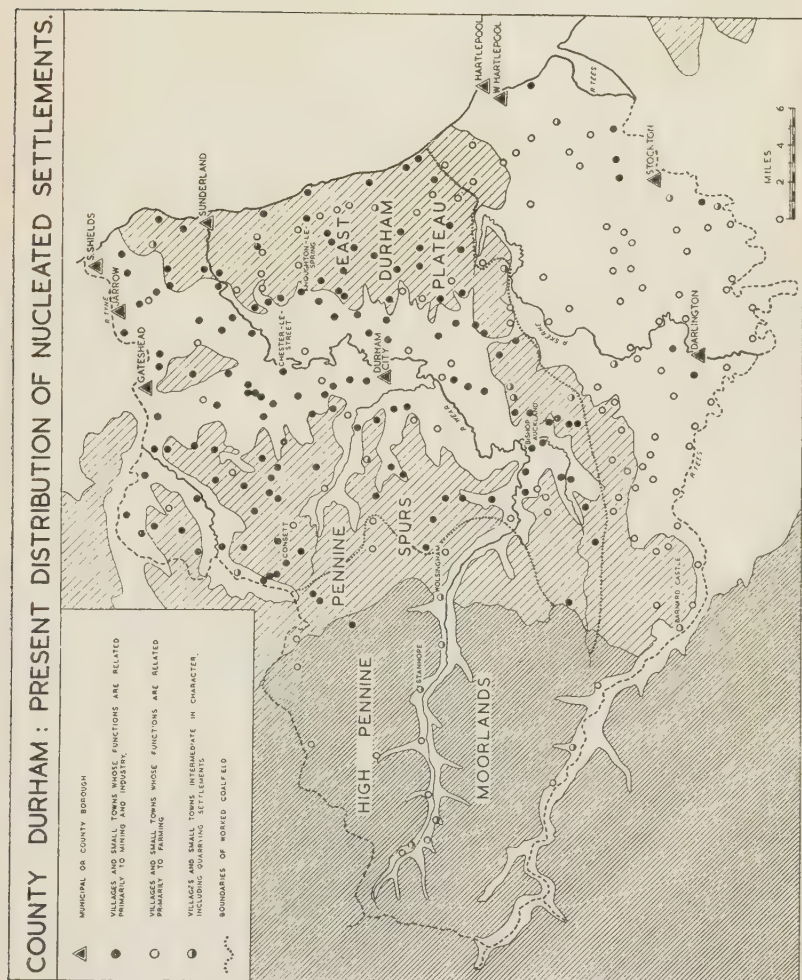 COUNTY DURHAM: PRESENT DISTRIBUTION OF NUCLEATED SETTLEMENTS.
MUNICIPAL OR COUNTY BOROUGH
VILLAGES AND SMALL TOWNS WHOSE FUNCTIONS ARE RELATED
PRIMARILY TO MINING AND INDUSTRY.
VILLAGES AND SMALL TOWNS WHOSE FUNCTIONS ARE RELATED
PRIMARILY TO FARMING
VILLAGES AND SMALL TOWNS INTERMEDIATE IN CHARACTER,
INCLUDING QUARRYING SETTLEMENTS
BOUNDARIES OF WORKED COALFIELD
R TYNE
S.SHIELDS
JARROW
GATESHEAD
SUNDERLAND
CHESTER-LE-
STREET
HOUGHTON-LE-
SPRING
CONSETT
DURHAM
CITY
EAST
DURHAM
PLATEAU
PENNINE
SPURS
HIGH PENNINE
MOORLANDS
STANHOPE
WOLSINGHAM
R WEAR
BISHOP
AUCKLAND
HARTLEPOOL
W HARTLEPOOL
R TEES
R SKERNE
STOCKTON
DARLINGTON
BARNARD CASTLE
R TEES
0 2 4 6
MILES